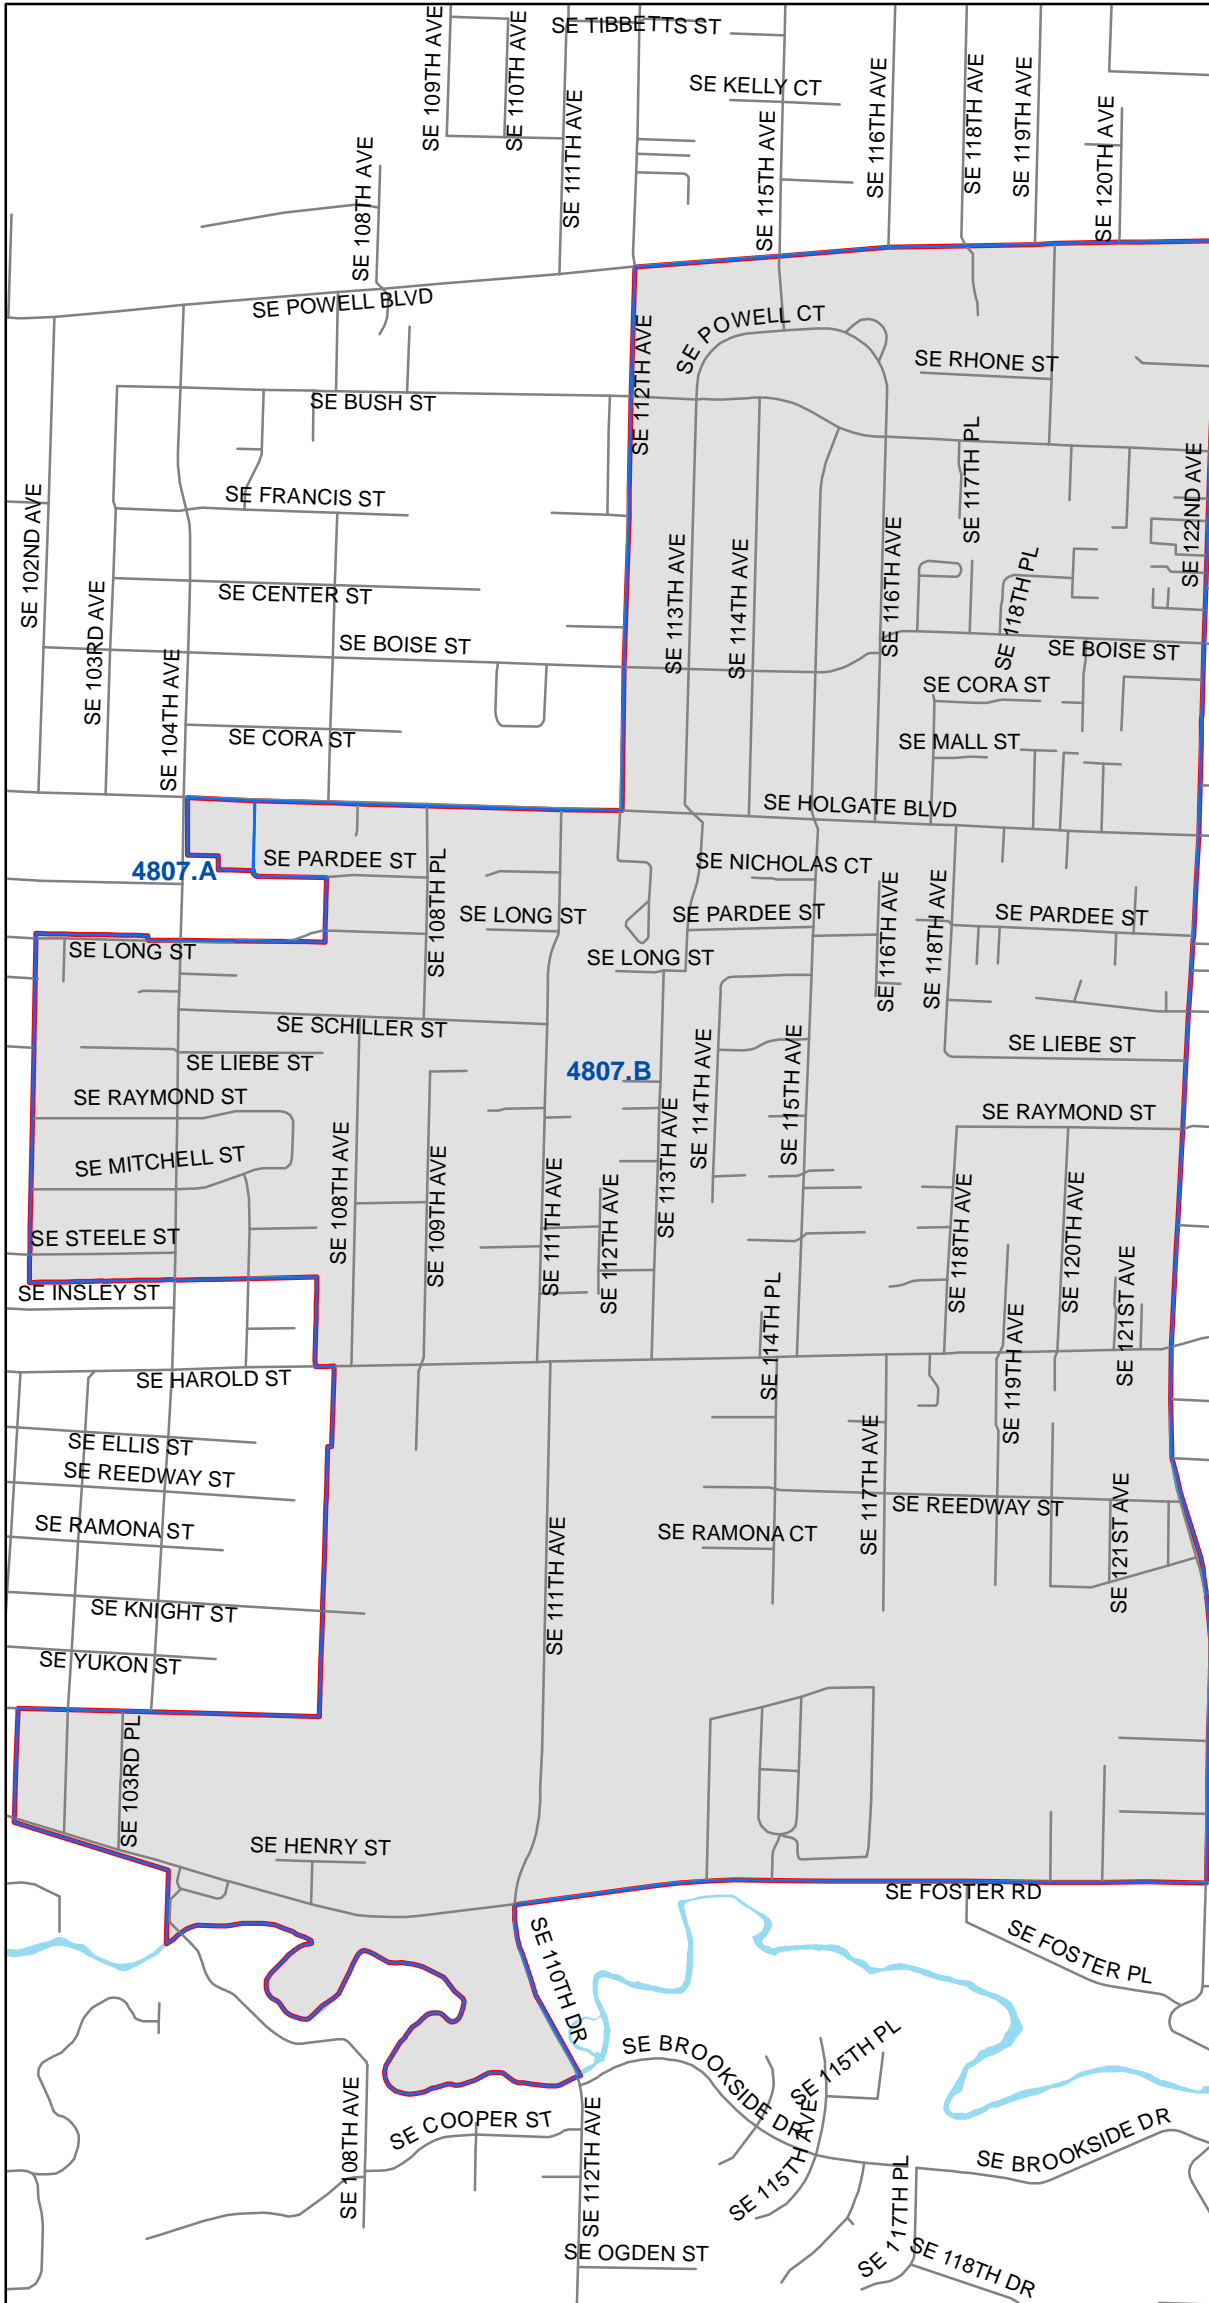 SE TIBBETTS ST
SE 109TH AVE
SE 110TH AVE
SE KELLY CT
SE 111TH AVE
SE 116TH AVE
SE 118TH AVE
SE 119TH AVE
SE 120TH AVE
SE 115TH AVE
SE 108TH AVE
SE POWELL BLVD
SE POWELL CT
SE 112TH AVE
SE RHONE ST
SE BUSH ST
SE 117TH PL
SE 122ND AVE
SE FRANCIS ST
SE 102ND AVE
SE 113TH AVE
SE 114TH AVE
SE 116TH AVE
SE 118TH PL
SE CENTER ST
SE 103RD AVE
SE BOISE ST
SE BOISE ST
SE 104TH AVE
SE CORA ST
SE CORA ST
SE MALL ST
SE HOLGATE BLVD
4807.A
SE PARDEE ST
SE 108TH PL
SE NICHOLAS CT
SE LONG ST
SE PARDEE ST
SE 116TH AVE
SE 118TH AVE
SE PARDEE ST
SE LONG ST
SE LONG ST
SE SCHILLER ST
SE LIEBE ST
SE LIEBE ST
4807.B
SE 114TH AVE
SE 115TH AVE
SE RAYMOND ST
SE RAYMOND ST
SE MITCHELL ST
SE 108TH AVE
SE 109TH AVE
SE 111TH AVE
SE 112TH AVE
SE 113TH AVE
SE 118TH AVE
SE 120TH AVE
SE STEELE ST
SE 121ST AVE
SE INSLEY ST
SE 114TH PL
SE 119TH AVE
SE HAROLD ST
SE ELLIS ST
SE 117TH AVE
SE REEDWAY ST
SE REEDWAY ST
SE 121ST AVE
SE RAMONA ST
SE RAMONA CT
SE 111TH AVE
SE KNIGHT ST
SE YUKON ST
SE 103RD PL
SE HENRY ST
SE FOSTER RD
SE 110TH DR
SE FOSTER PL
SE BROOKSIDE DR
SE 115TH PL
SE COOPER ST
SE 108TH AVE
SE 112TH AVE
SE 115TH AVE
SE BROOKSIDE DR
SE 117TH PL
SE OGDEN ST
SE 118TH DR